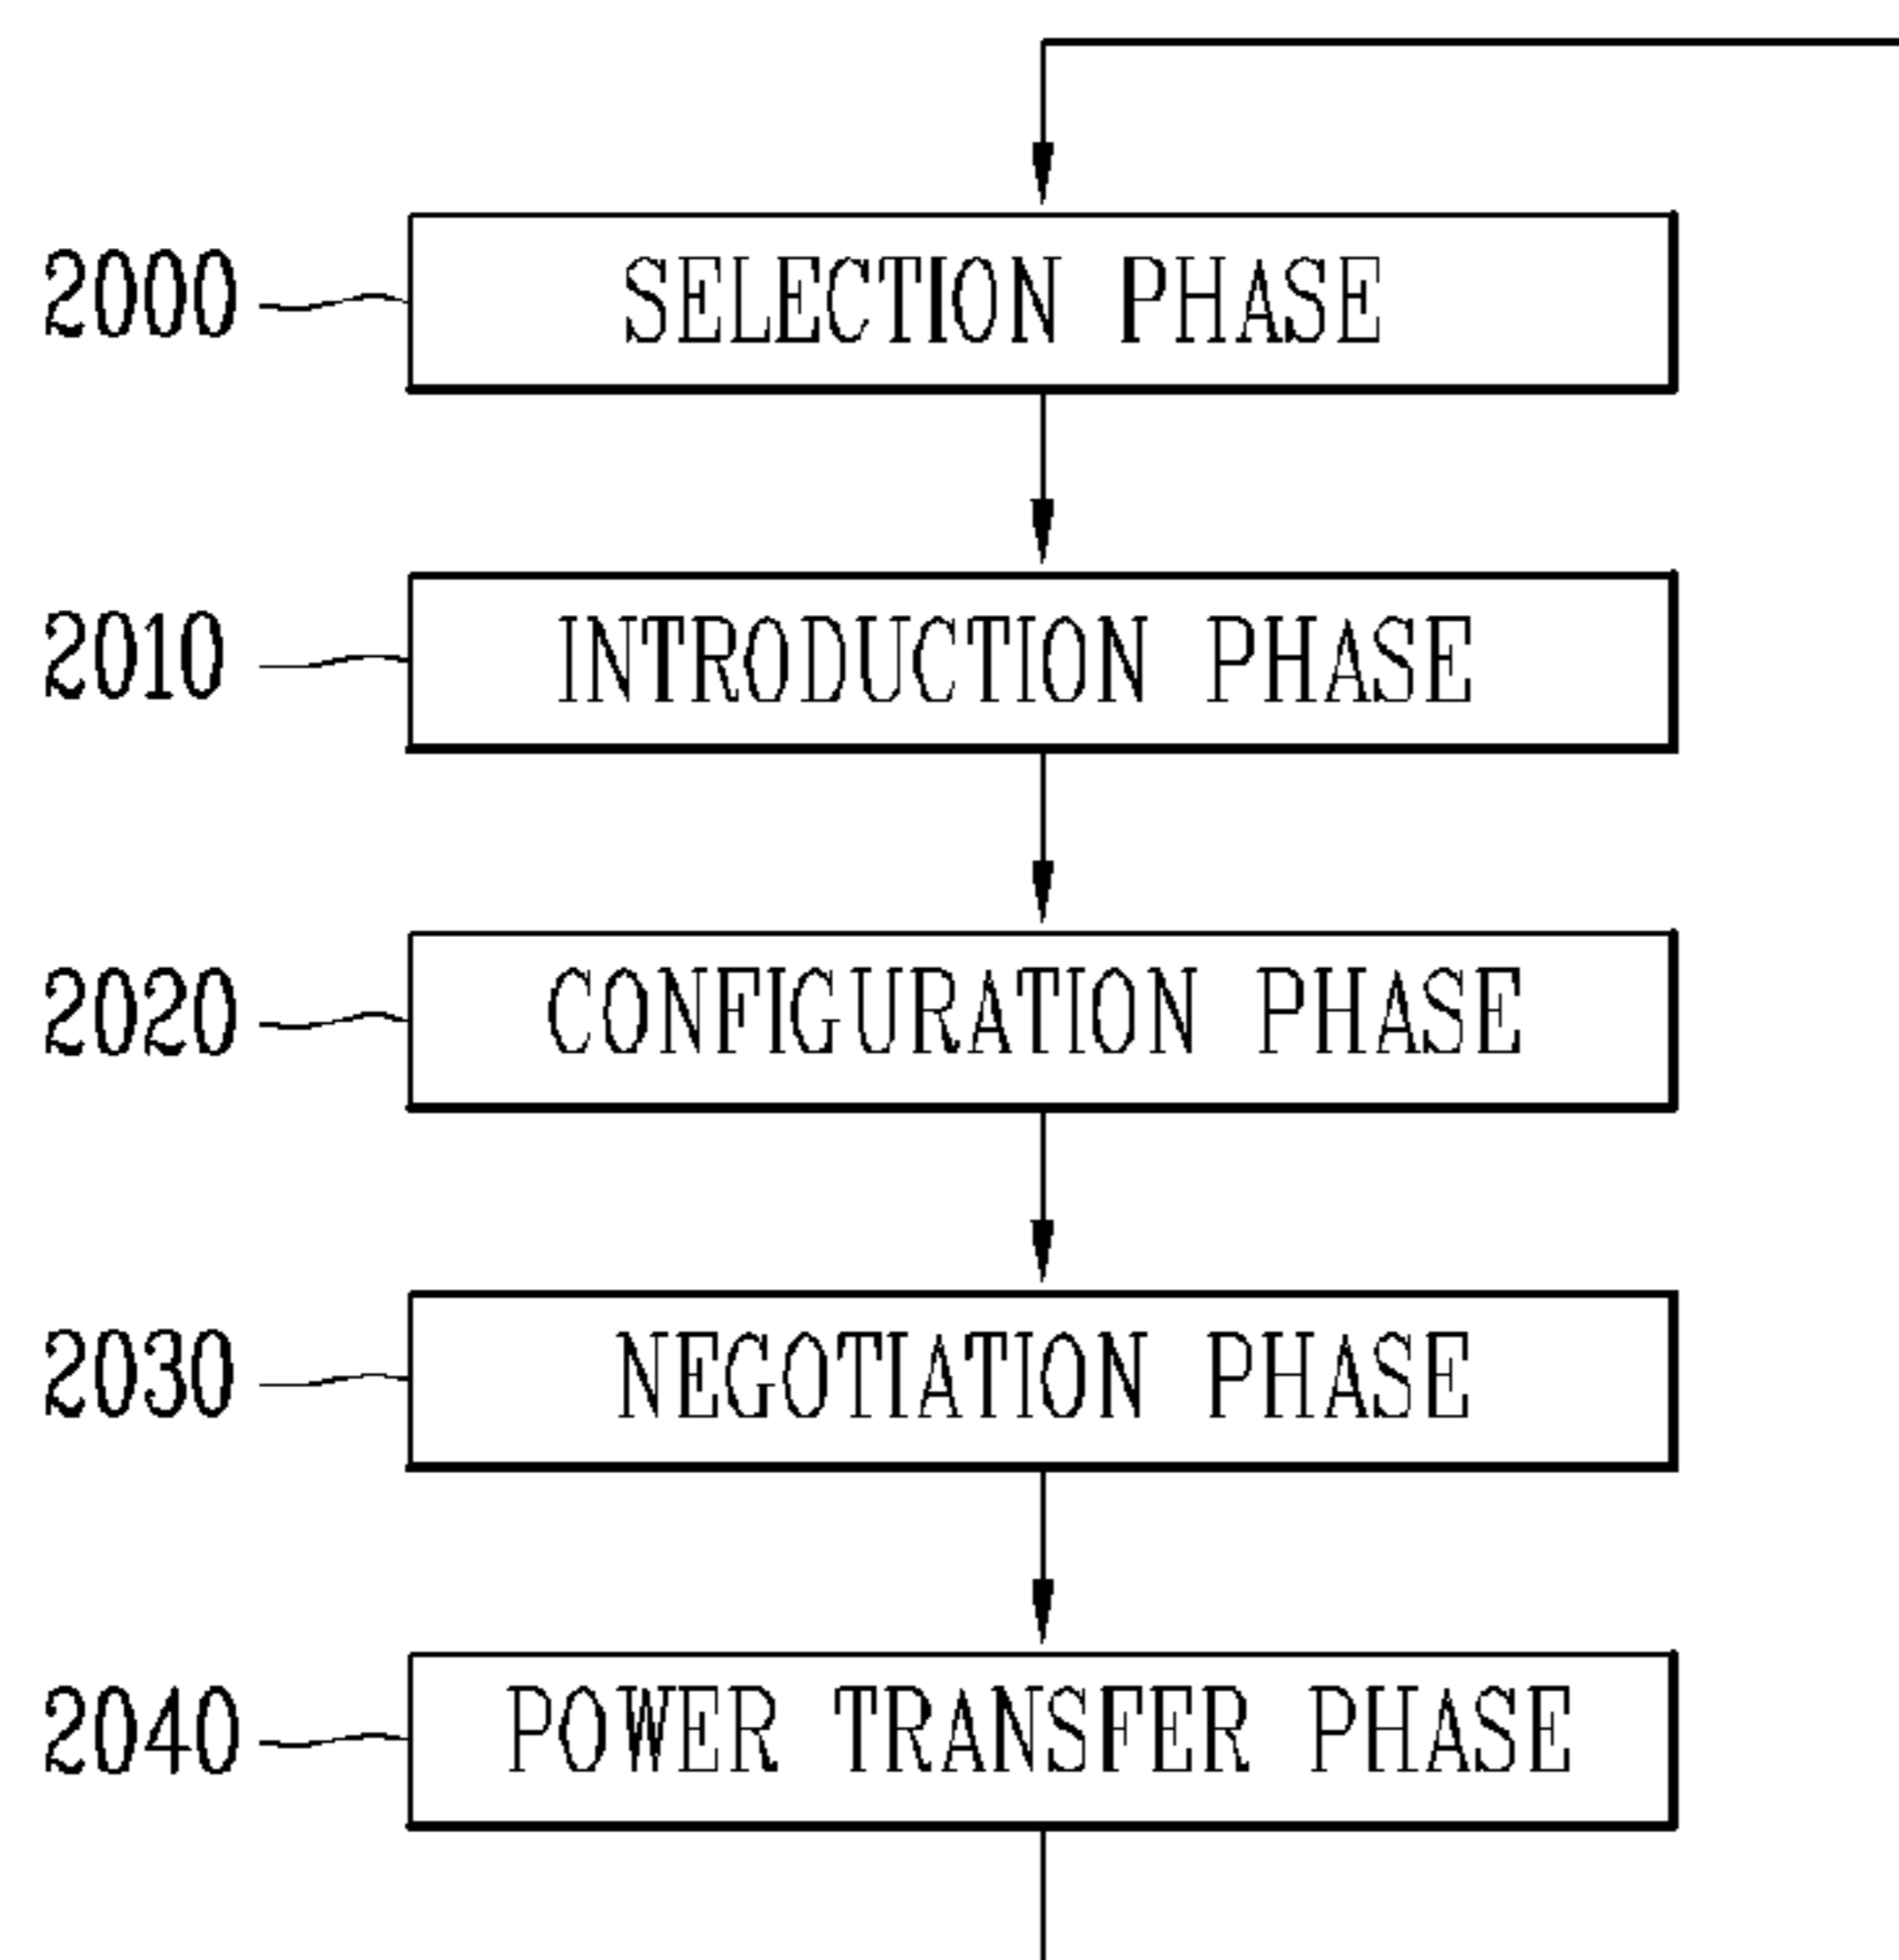 2000 SELECTION PHASE
2010 INTRODUCTION PHASE
2020 CONFIGURATION PHASE
2030 NEGOTIATION PHASE
2040 POWER TRANSFER PHASE